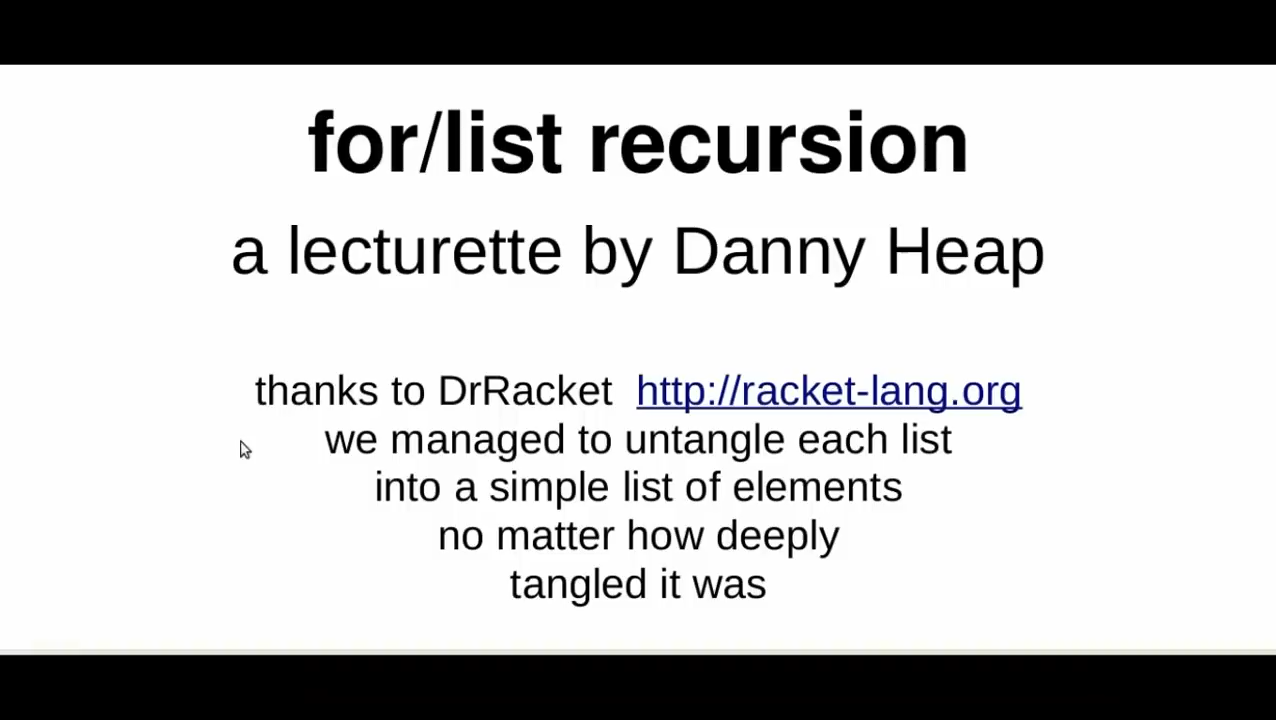 for/list recursion
a lecturette by Danny Heap
thanks to DrRacket http://racket-lang.org
we managed to untangle each list
into a simple list of elements
no matter how deeply
tangled it was